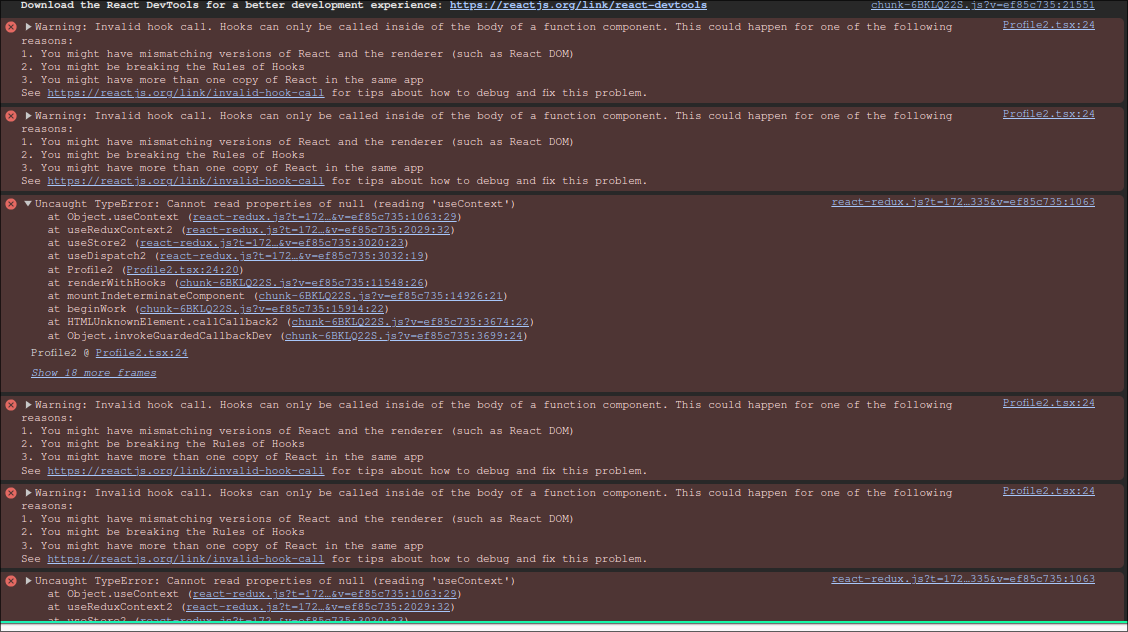 Download the React DevTools for a better development experience: https://reactjs.org/link/react-devtools chunk-6BKLQ22S.js?v=ef85c735:21551
Warning: Invalid hook call. Hooks can only be called inside of the body of a function component. This could happen for one of the following Profile2.tsx:24
reasons:
1. You might have mismatching versions of React and the renderer (such as React DOM)
2. You might be breaking the Rules of Hooks
3. You might have more than one copy of React in the same app
See https://reactjs.org/link/invalid-hook-call for tips about how to debug and fix this problem.
Warning: Invalid hook call. Hooks can only be called inside of the body of a function component. This could happen for one of the following Profile2.tsx:24
reasons:
1. You might have mismatching versions of React and the renderer (such as React DOM)
2. You might be breaking the Rules of Hooks
3. You might have more than one copy of React in the same app
See https://reactjs.org/link/invalid-hook-call for tips about how to debug and fix this problem.
Uncaught TypeError: Cannot read properties of null (reading 'useContext') react-redux.js?t=172…335&v=ef85c735:1063
at Object.useContext (react-redux.js?t=172…&v=ef85c735:1063:29)
at useReduxContext2 (react-redux.js?t=172…&v=ef85c735:2029:32)
at useStore2 (react-redux.js?t=172…&v=ef85c735:3020:23)
at useDispatch2 (react-redux.js?t=172…&v=ef85c735:3032:19)
at Profile2 (Profile2.tsx:24:20)
at renderWithHooks (chunk-6BKLQ22S.js?v=ef85c735:11548:26)
at mountIndeterminateComponent (chunk-6BKLQ22S.js?v=ef85c735:14926:21)
at beginWork (chunk-6BKLQ22S.js?v=ef85c735:15914:22)
at HTMLUnknownElement.callCallback2 (chunk-6BKLQ22S.js?v=ef85c735:3674:22)
at Object.invokeGuardedCallbackDev (chunk-6BKLQ22S.js?v=ef85c735:3699:24)
Profile2 @ Profile2.tsx:24
Show 18 more frames
Warning: Invalid hook call. Hooks can only be called inside of the body of a function component. This could happen for one of the following Profile2.tsx:24
reasons:
1. You might have mismatching versions of React and the renderer (such as React DOM)
2. You might be breaking the Rules of Hooks
3. You might have more than one copy of React in the same app
See https://reactjs.org/link/invalid-hook-call for tips about how to debug and fix this problem.
Warning: Invalid hook call. Hooks can only be called inside of the body of a function component. This could happen for one of the following Profile2.tsx:24
reasons:
1. You might have mismatching versions of React and the renderer (such as React DOM)
2. You might be breaking the Rules of Hooks
3. You might have more than one copy of React in the same app
See https://reactjs.org/link/invalid-hook-call for tips about how to debug and fix this problem.
Uncaught TypeError: Cannot read properties of null (reading 'useContext') react-redux.js?t=172…335&v=ef85c735:1063
at Object.useContext (react-redux.js?t=172…&v=ef85c735:1063:29)
at useReduxContext2 (react-redux.js?t=172…&v=ef85c735:2029:32)
at useStore2 (react-redux.js?t=172…&v=ef85c735:3020:23)